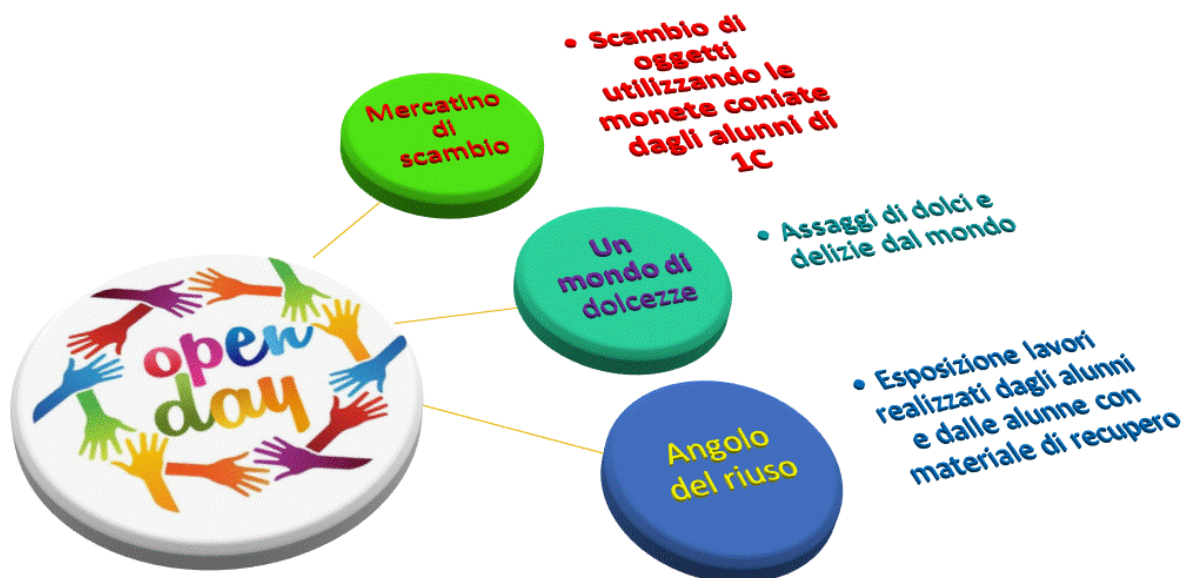 open
day
Mercatino
di
scambio
• Scambio di
oggetti
utilizzando le
monete coniate
dagli alunni di
1C
Un
mondo di
dolcezze
• Assaggi di dolci e
delizie dal mondo
Angolo
del riuso
• Esposizione lavori
realizzati dagli alunni
e dalle alunne con
materiale di recupero